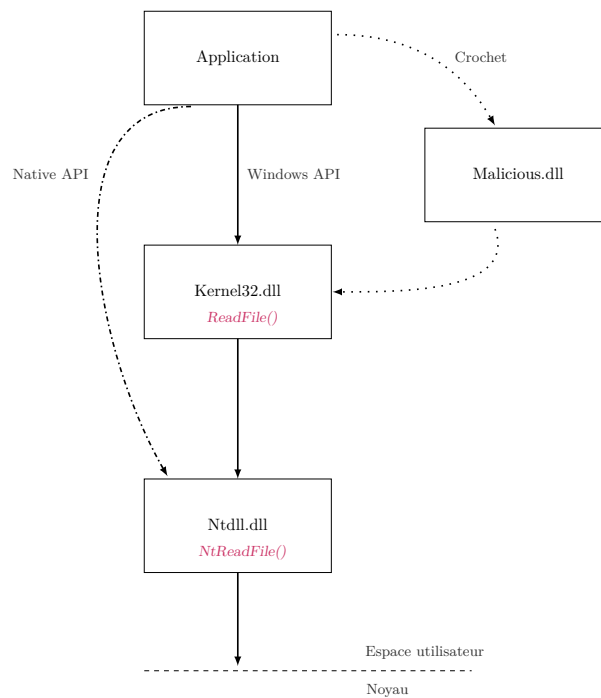 Application
Crochet
Native API
Windows API
Malicious.dll
Kernel32.dll
ReadFile()
Ntdll.dll
NtReadFile()
Espace utilisateur
Noyau